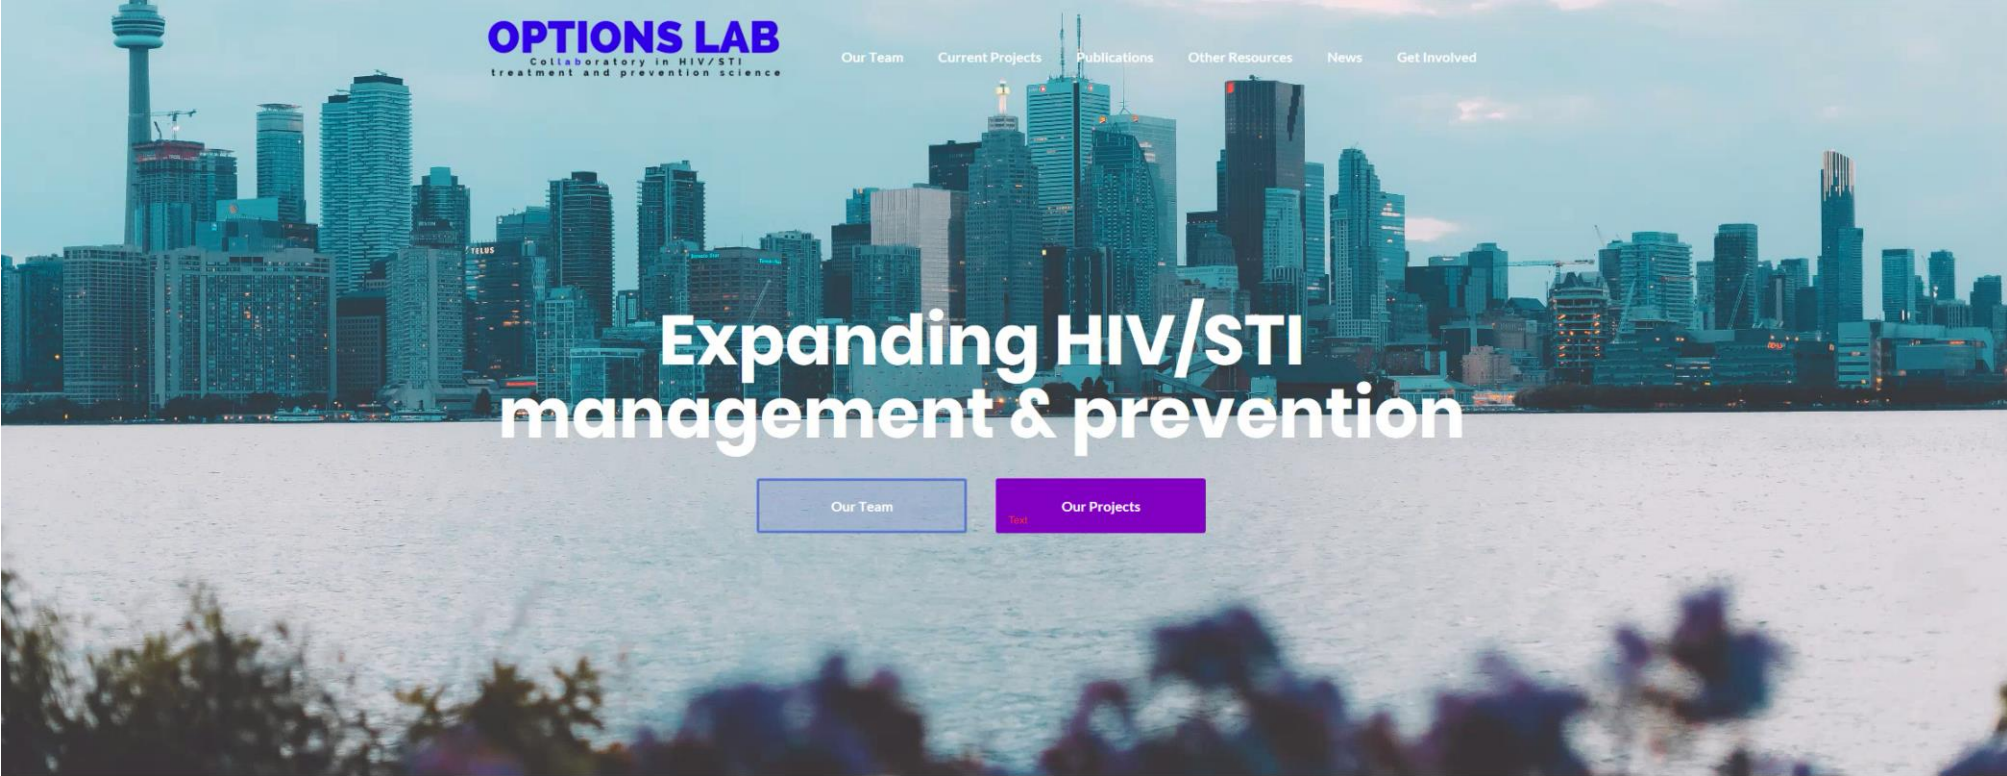 OPTIONS LAB
Collaboratory in HIV/STI
treatment and prevention science
Our Team
Current Projects
Publications
Other Resources
News
Get Involved
TELUS
Expanding HIV/STI
management & prevention
Our Team
Our Projects
Text